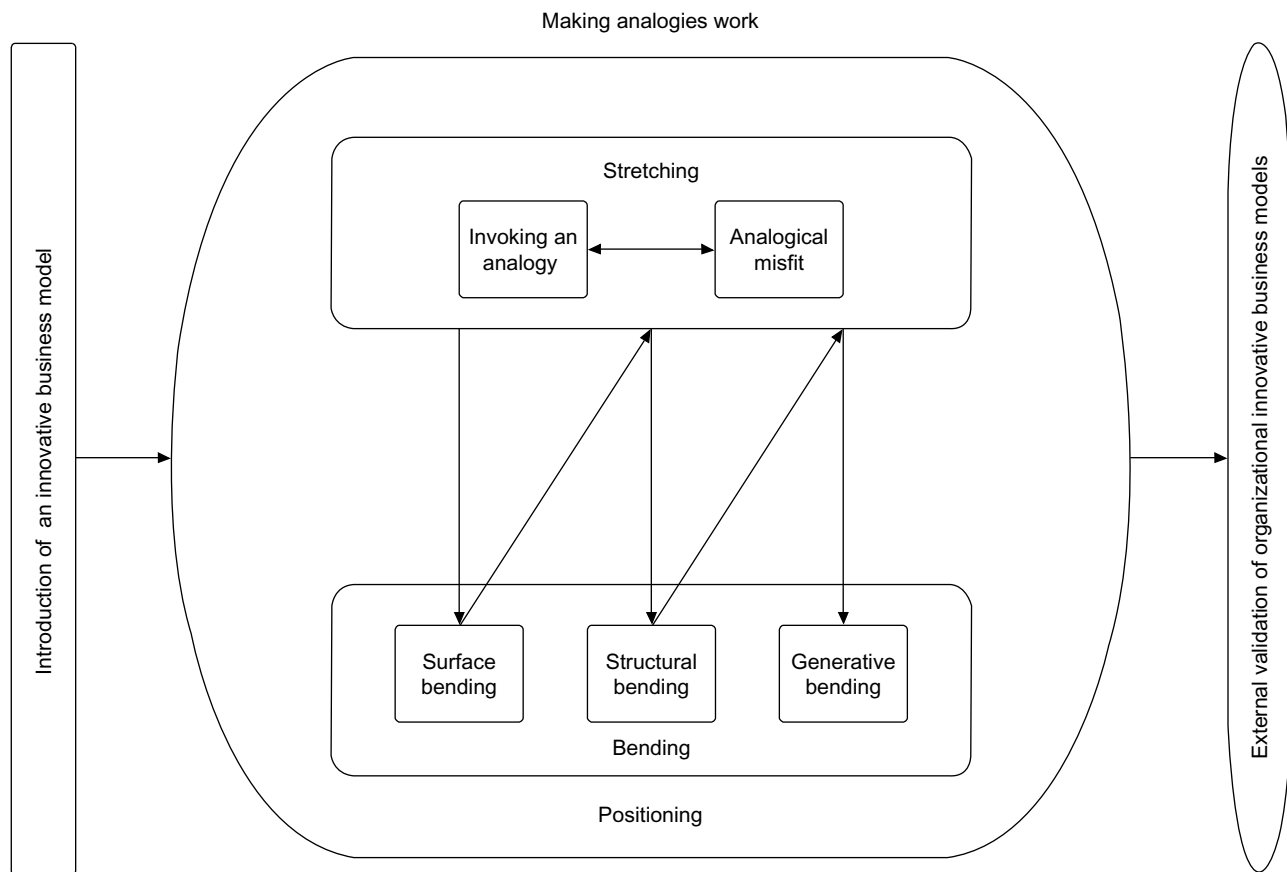 Making analogies work
Introduction of an innovative business model
Stretching
Invoking an
analogy
Analogical
misfit
Surface
bending
Structural
bending
Generative
bending
Bending
Positioning
External validation of organizational innovative business models